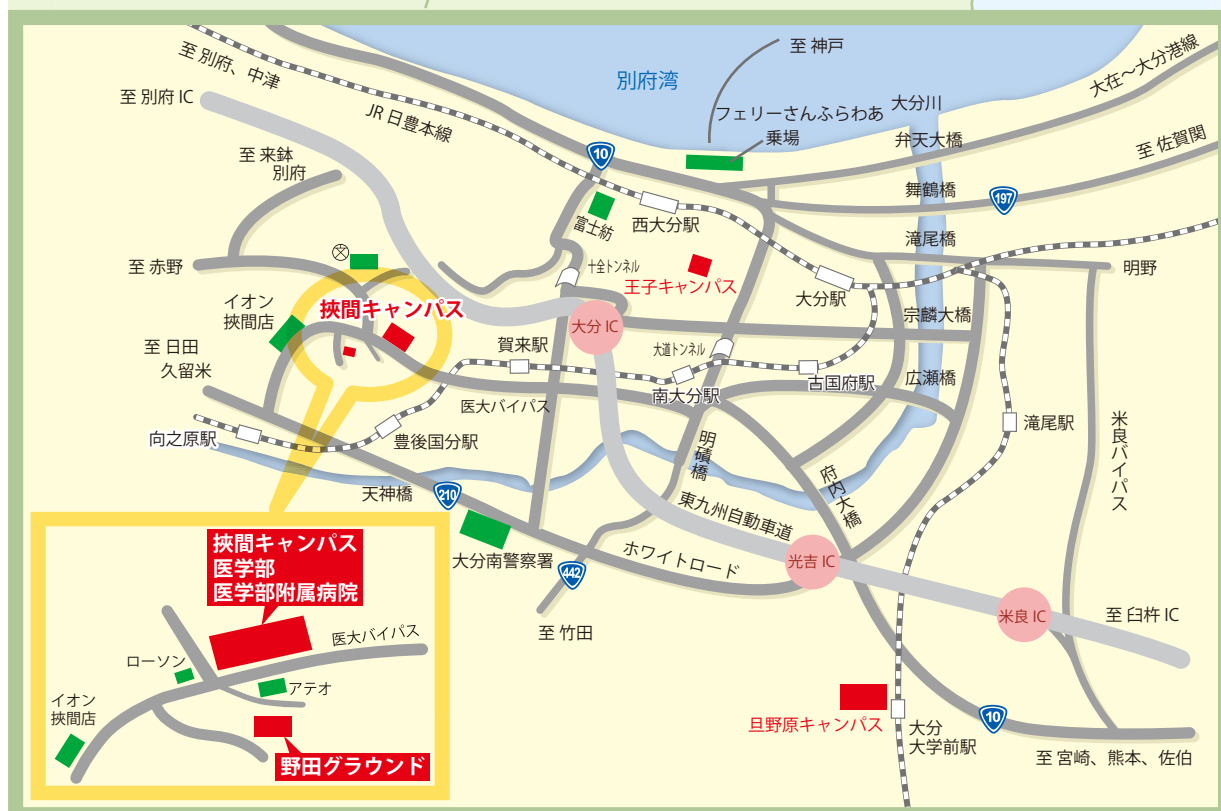 至 別府、中津
至 神戸
別府湾
大在～大分港線
至 別府 IC
JR 日豊本線
フェリーさんふらわあ
乗場
大分川
弁天大橋
至 佐賀関
至 来鉢
別府
10
富士紡
西大分駅
舞鶴橋
197
滝尾橋
至 赤野
十全トンネル
王子キャンパス
大分駅
明野
イオン
挾間店
挾間キャンパス
大分 IC
宗麟大橋
至 日田
久留米
賀来駅
大道トンネル
古国府駅
広瀬橋
医大バイパス
南大分駅
向之原駅
豊後国分駅
明磧橋
滝尾駅
米良バイパス
天神橋
210
府内大橋
東九州自動車道
大分南警察署
442
ホワイトロード
光吉 IC
至 竹田
米良 IC
至 臼杵 IC
旦野原キャンパス
大分
大学前駅
10
至 宮崎、熊本、佐伯
挾間キャンパス
医学部
医学部附属病院
医大バイパス
ローソン
アテオ
イオン
挾間店
野田グラウンド